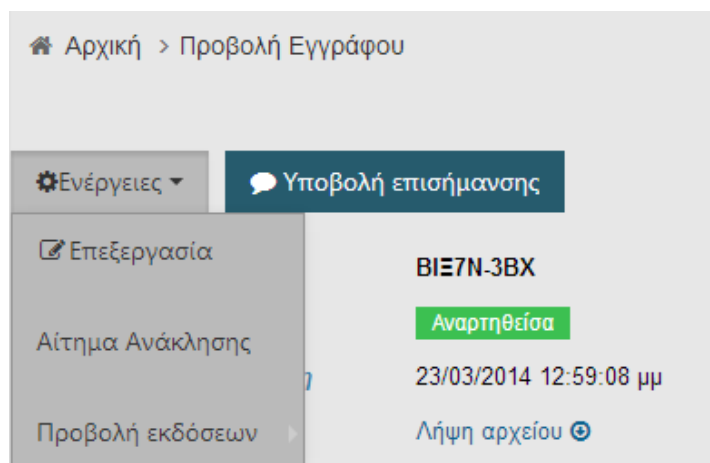 Αρχική > Προβολή Εγγράφου
Ενέργειες
Υποβολή επισήμανσης
Επεξεργασία
ΒΙΞ7Ν-3ΒΧ
Αναρτηθείσα
Αίτημα Ανάκλησης
23/03/2014 12:59:08 μμ
Προβολή εκδόσεων
Λήψη αρχείου